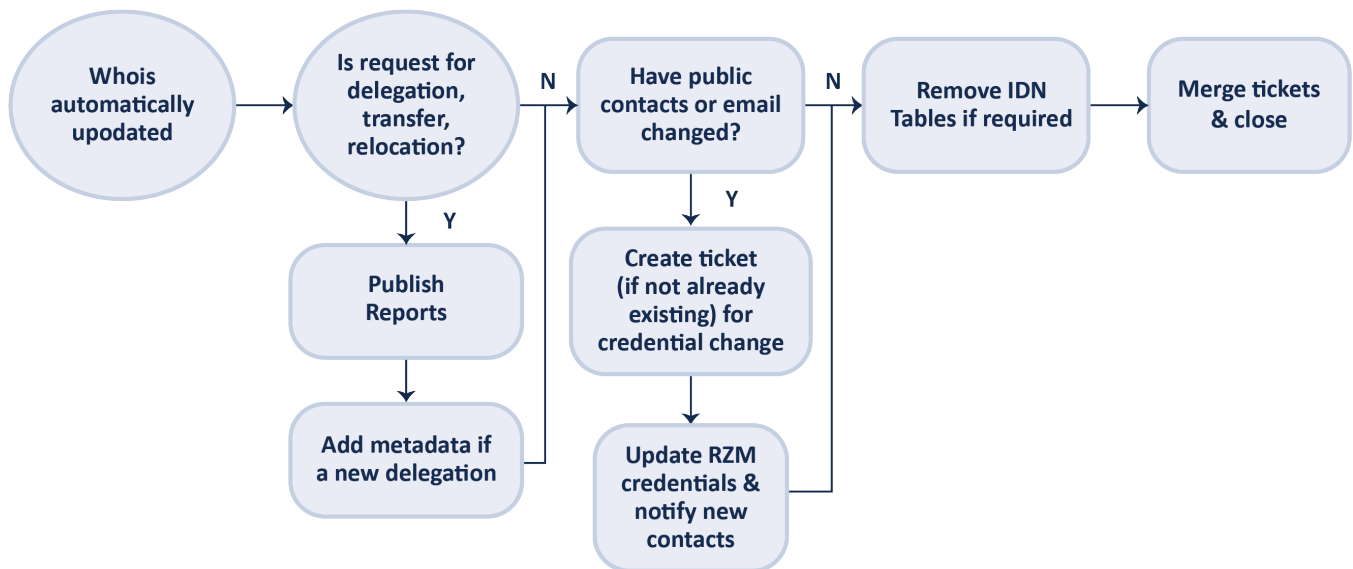 Whois
automatically
upodated
Is request for
delegation,
transfer,
relocation?
N
Have public
contacts or email
changed?
N
Remove IDN
Tables if required
Merge tickets
& close
Y
Publish
Reports
Add metadata if
a new delegation
Y
Create ticket
(if not already
existing) for
credential change
Update RZM
credentials &
notify new
contacts